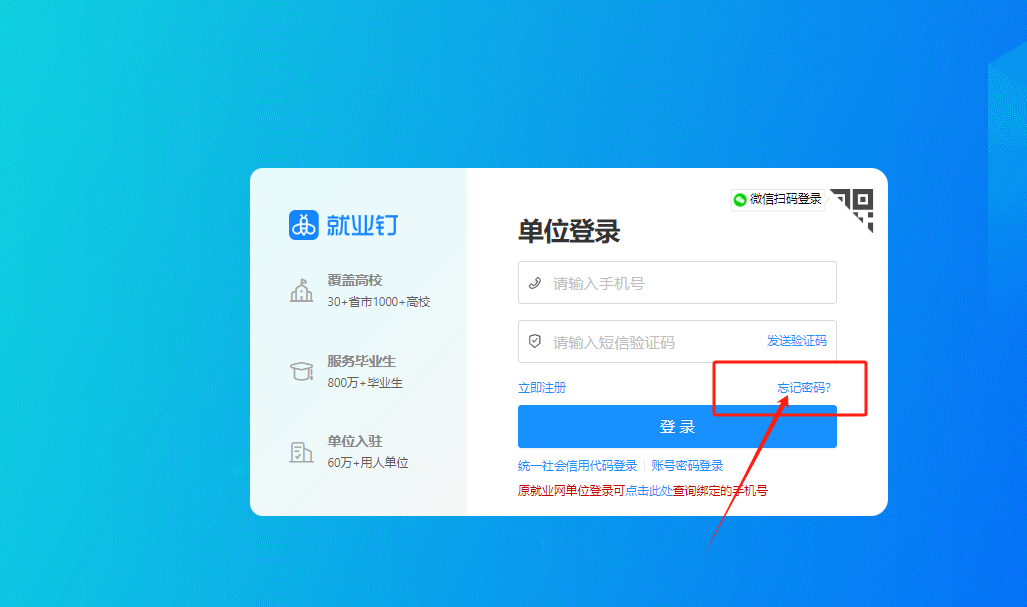 就业钉
覆盖高校
30+省市1000+高校
服务毕业生
800万+毕业生
单位入驻
60万+用人单位
微信扫码登录
单位登录
请输入手机号
请输入短信验证码 发送验证码
立即注册 忘记密码?
登 录
统一社会信用代码登录 | 账号密码登录
原就业网单位登录可点击此处查询绑定的手机号